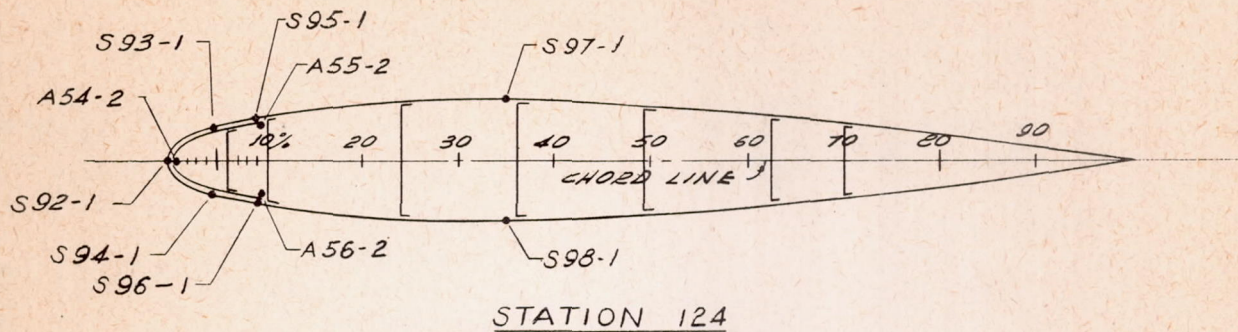 S95-1
S93-1
S97-1
A55-2
A54-2
10% 20 30 40 50 60 70 80 90
CHORD LINE
S92-1
S94-1
A56-2
S98-1
S96-1
STATION 124